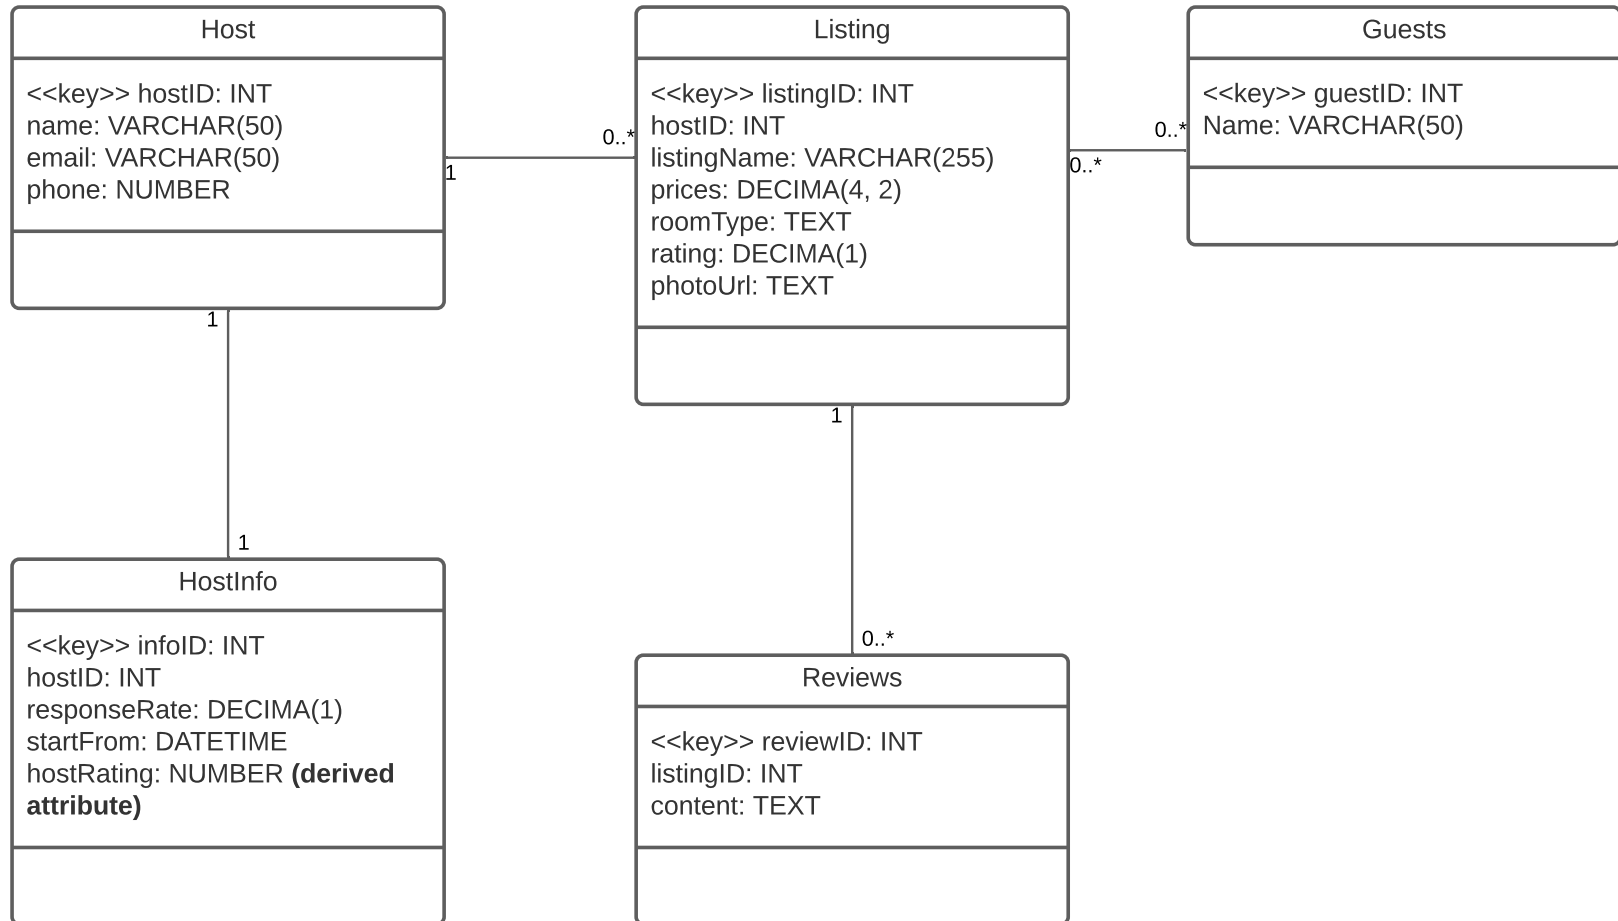 Host
<<key>> hostID: INT
name: VARCHAR(50)
email: VARCHAR(50)
phone: NUMBER
1
0..*
1
Listing
<<key>> listingID: INT
hostID: INT
listingName: VARCHAR(255)
prices: DECIMA(4, 2)
roomType: TEXT
rating: DECIMA(1)
photoUrl: TEXT
0..*
0..*
1
Guests
<<key>> guestID: INT
Name: VARCHAR(50)
1
HostInfo
<<key>> infoID: INT
hostID: INT
responseRate: DECIMA(1)
startFrom: DATETIME
hostRating: NUMBER (derived
attribute)
0..*
Reviews
<<key>> reviewID: INT
listingID: INT
content: TEXT